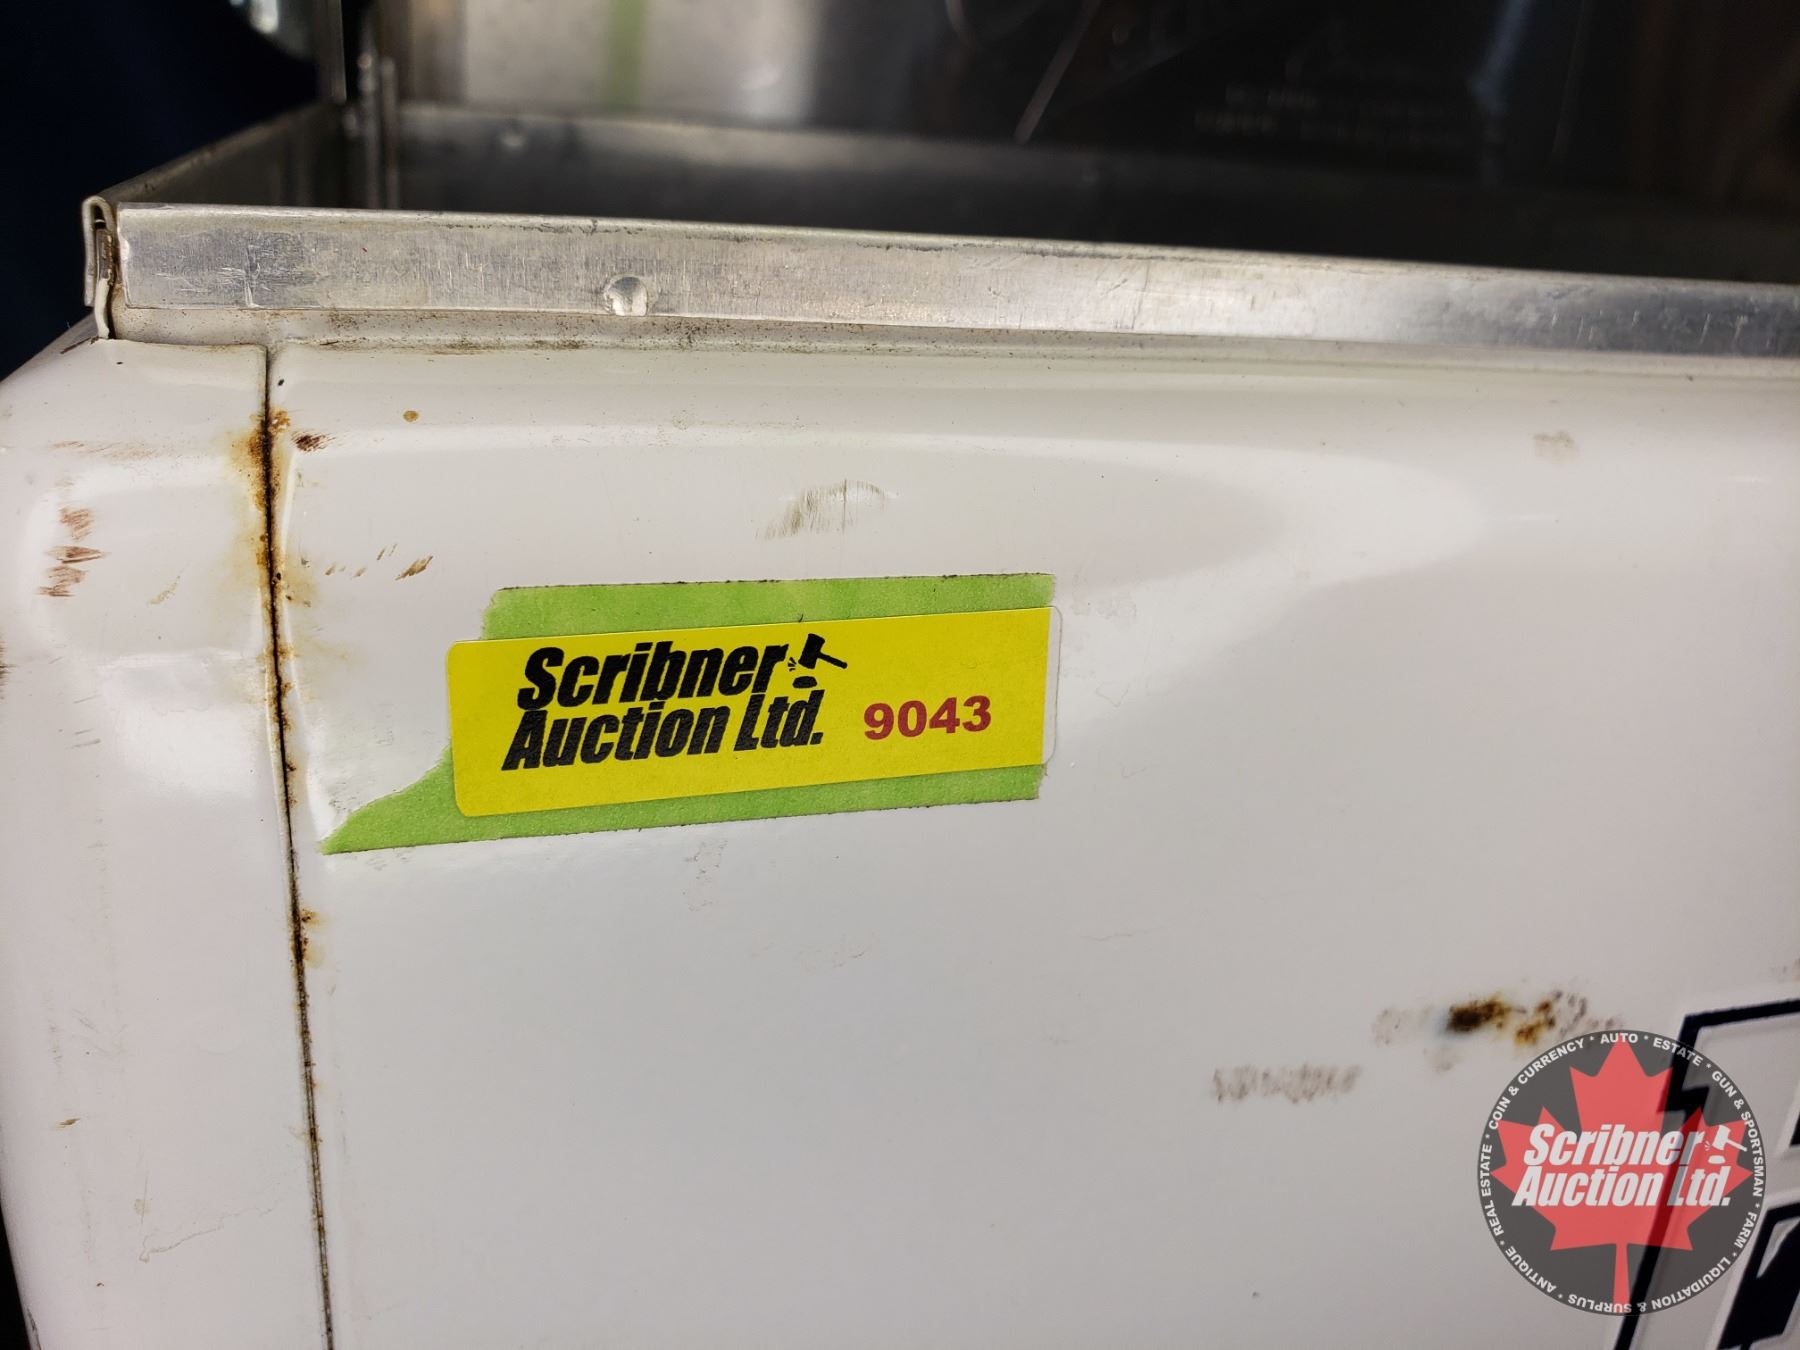 Scribner
Auction Ltd. 9043
COIN & CURRENCY * AUTO * ESTATE * GUN & SPORTSMAN * FARM * LIQUIDATION & SURPLUS * ANTIQUE * REAL ESTATE *
Scribner
Auction Ltd.